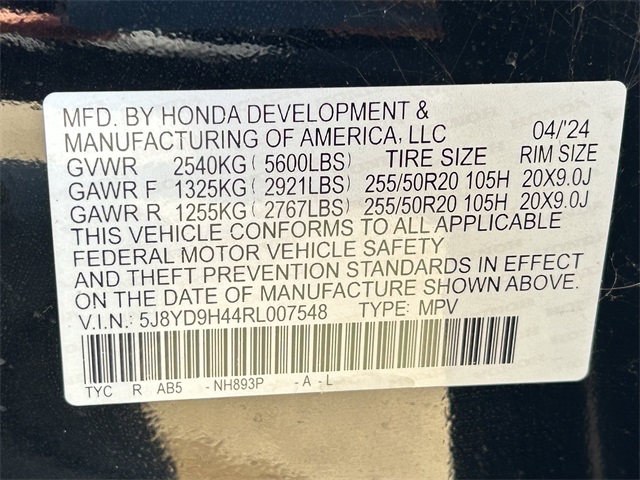 MFD. BY HONDA DEVELOPMENT &
MANUFACTURING OF AMERICA, LLC 04/'24
GVWR 2540KG ( 5600LBS ) TIRE SIZE RIM SIZE
GAWR F 1325KG ( 2921LBS ) 255/50R20 105H 20X9.0J
GAWR R 1255KG ( 2767LBS ) 255/50R20 105H 20X9.0J
THIS VEHICLE CONFORMS TO ALL APPLICABLE
FEDERAL MOTOR VEHICLE SAFETY
AND THEFT PREVENTION STANDARDS IN EFFECT
ON THE DATE OF MANUFACTURE SHOWN ABOVE.
V.I.N.: 5J8YD9H44RL007548 TYPE: MPV
TYC R AB5 -NH893P -A -L